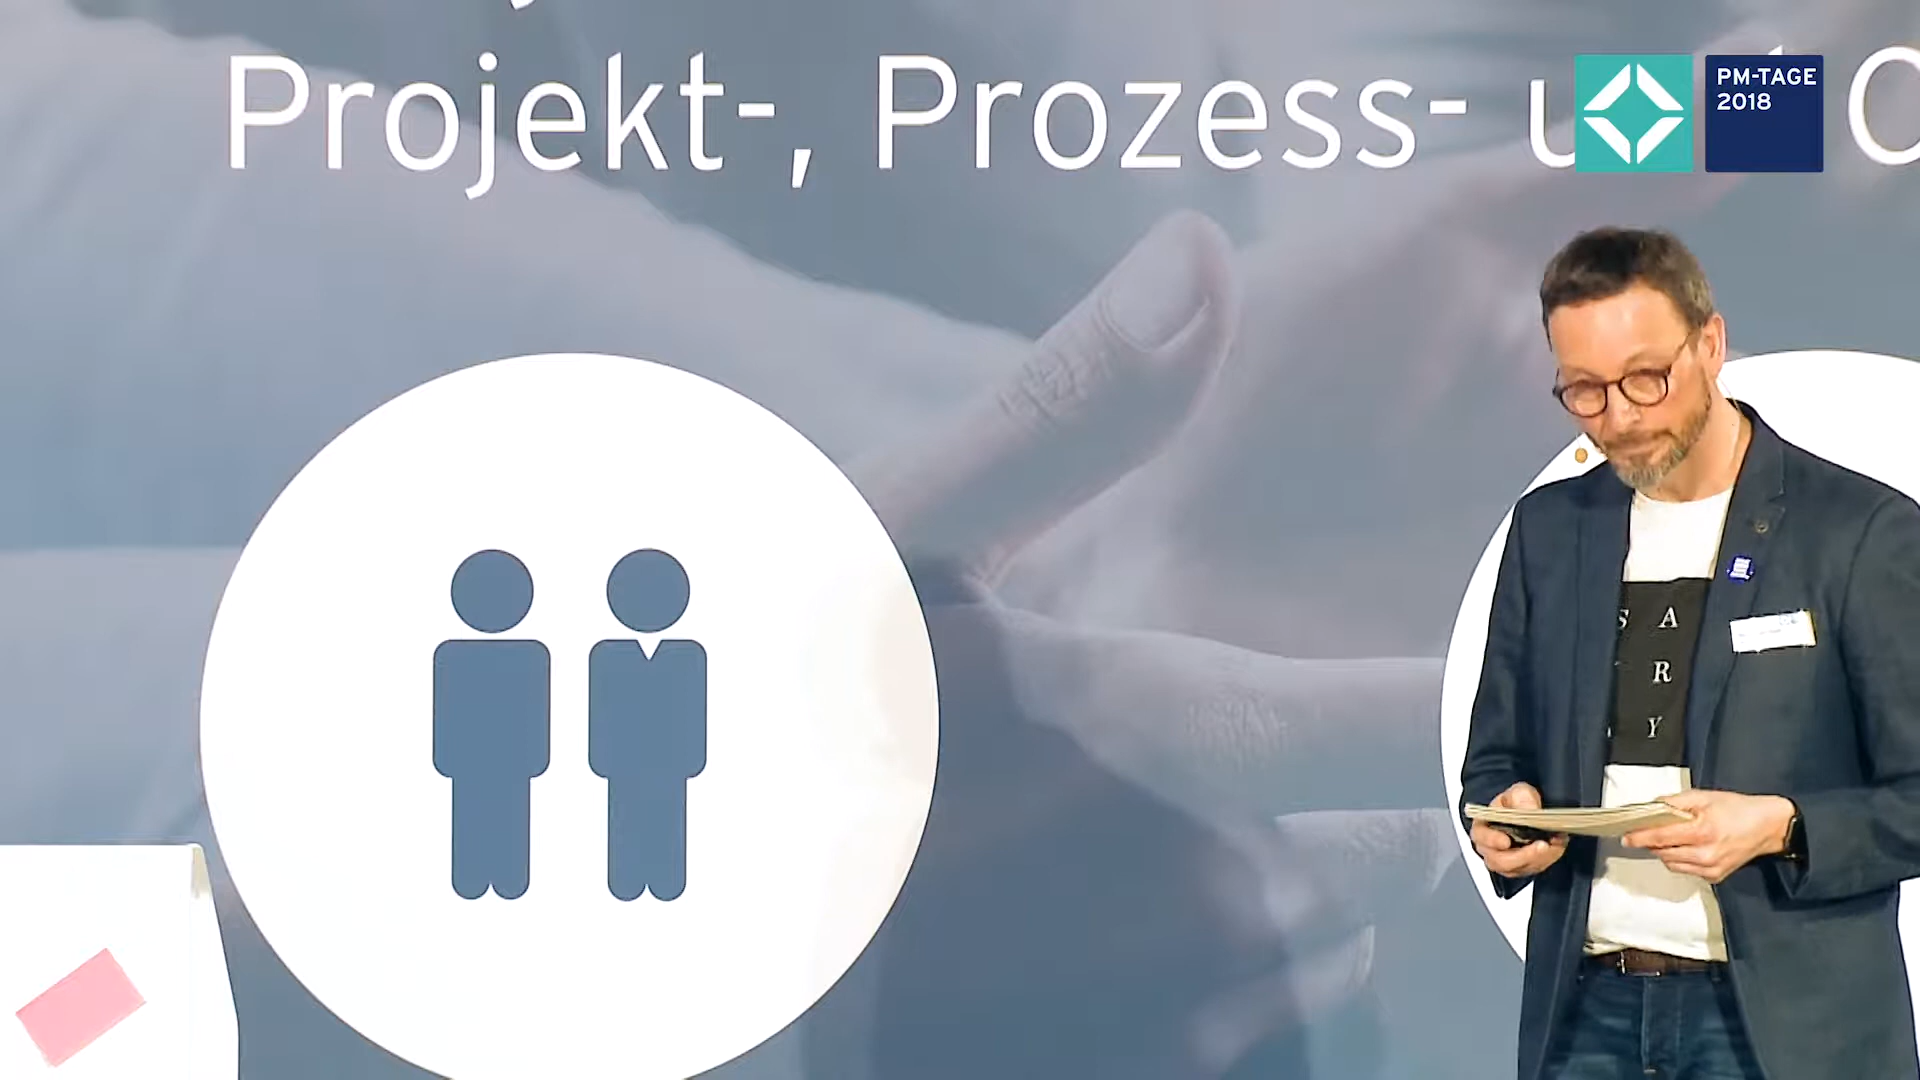 Projekt-, Prozess- u
PM-TAGE
2018
S A
R
Y